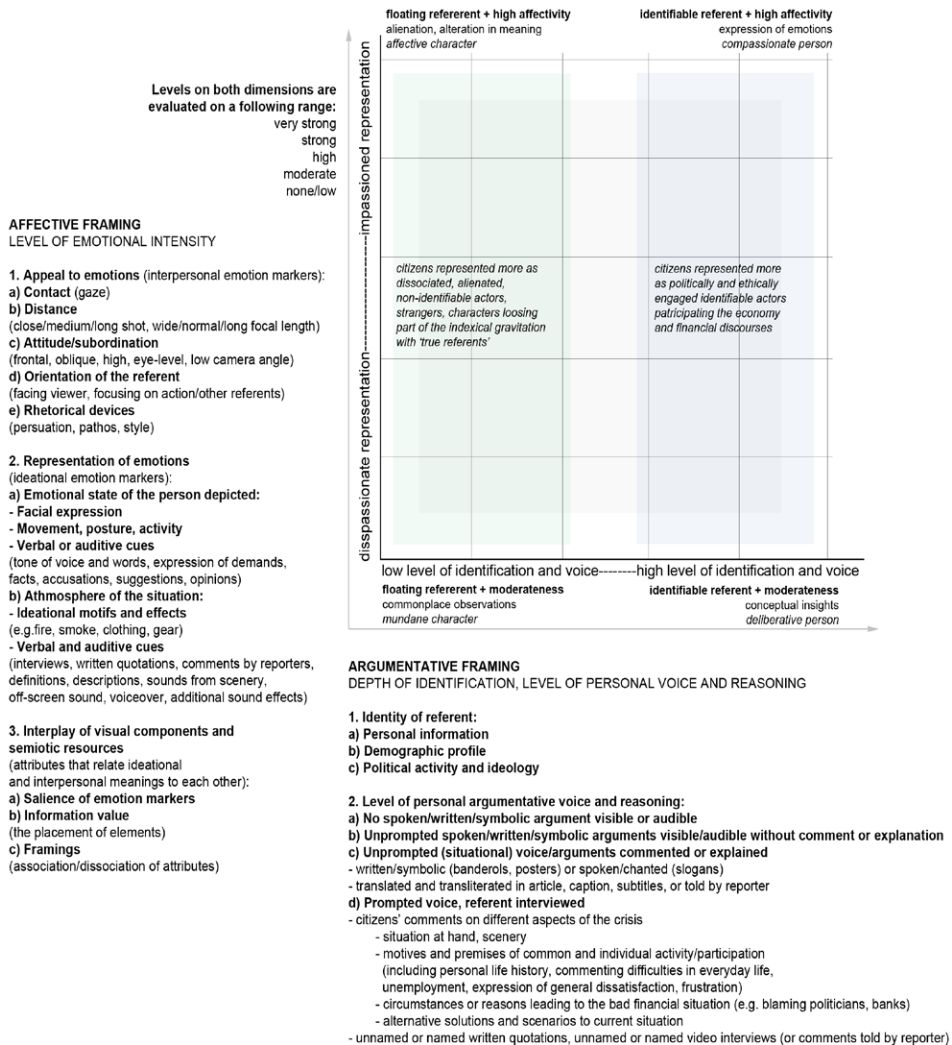 floating refererent + high affectivity
alienation, alteration in meaning
affective character
identifiable referent + high affectivity
expression of emotions
compassionate person
Levels on both dimensions are
evaluated on a following range:
very strong
strong
high
moderate
none/low
disspassionate representation---------------------impassioned representation
citizens represented more as
dissociated, alienated,
non-identifiable actors,
strangers, characters loosing
part of the indexical gravitation
with 'true referents'
citizens represented more
as politically and ethically
engaged identifiable actors
patricipating the economy
and financial discourses
low level of identification and voice--------high level of identification and voice
floating referement + moderateness
commonplace observations
mundane character
identifiable referent + moderateness
conceptual insights
deliberative person
AFFECTIVE FRAMING
LEVEL OF EMOTIONAL INTENSITY
1. Appeal to emotions (interpersonal emotion markers):
a) Contact (gaze)
b) Distance
(close/medium/long shot, wide/normal/long focal length)
c) Attitude/subordination
(frontal, oblique, high, eye-level, low camera angle)
d) Orientation of the referent
(facing viewer, focusing on action/other referents)
e) Rhetorical devices
(persuation, pathos, style)
2. Representation of emotions
(ideational emotion markers):
a) Emotional state of the person depicted:
- Facial expression
- Movement, posture, activity
- Verbal or auditive cues
(tone of voice and words, expression of demands,
facts, accusations, suggestions, opinions)
b) Athmosphere of the situation:
- Ideational motifs and effects
(e.g.fire, smoke, clothing, gear)
- Verbal and auditive cues
(interviews, written quotations, comments by reporters,
definitions, descriptions, sounds from scenery,
off-screen sound, voiceover, additional sound effects)
3. Interplay of visual components and
semiotic resources
(attributes that relate ideational
and interpersonal meanings to each other):
a) Salience of emotion markers
b) Information value
(the placement of elements)
c) Framings
(association/dissociation of attributes)
ARGUMENTATIVE FRAMING
DEPTH OF IDENTIFICATION, LEVEL OF PERSONAL VOICE AND REASONING
1. Identity of referent:
a) Personal information
b) Demographic profile
c) Political activity and ideology
2. Level of personal argumentative voice and reasoning:
a) No spoken/written/symbolic argument visible or audible
b) Unprompted spoken/written/symbolic arguments visible/audible without comment or explanation
c) Unprompted (situational) voice/arguments commented or explained
- written/symbolic (banderols, posters) or spoken/chanted (slogans)
- translated and transliterated in article, caption, subtitles, or told by reporter
d) Prompted voice, referent interviewed
- citizens' comments on different aspects of the crisis
- situation at hand, scenery
- motives and premises of common and individual activity/participation
(including personal life history, commenting difficulties in everyday life,
unemployment, expression of general dissatisfaction, frustration)
- circumstances or reasons leading to the bad financial situation (e.g. blaming politicians, banks)
- alternative solutions and scenarios to current situation
- unnamed or named written quotations, unnamed or named video interviews (or comments told by reporter)